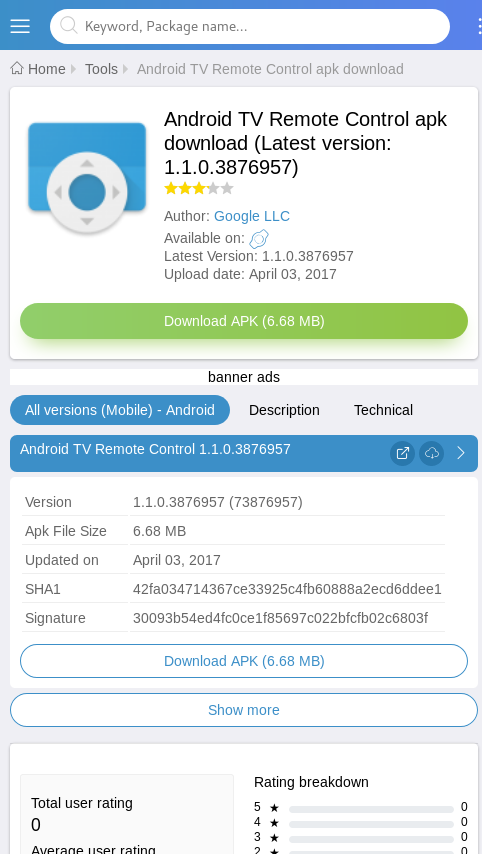 Keyword, Package name...
Home Tools Android TV Remote Control apk download
Android TV Remote Control apk
download (Latest version:
1.1.0.3876957)
Author: Google LLC
Available on:
Latest Version: 1.1.0.3876957
Upload date: April 03, 2017
Download APK (6.68 MB)
banner ads
All versions (Mobile) - Android Description Technical
Android TV Remote Control 1.1.0.3876957
Version 1.1.0.3876957 (73876957)
Apk File Size 6.68 MB
Updated on April 03, 2017
SHA1 42fa034714367ce33925c4fb60888a2ecd6ddee1
Signature 30093b54ed4fc0ce1f85697c022bfcfb02c6803f
Download APK (6.68 MB)
Show more
Total user rating
0
Average user rating
Rating breakdown
5 ★ 0
4 ★ 0
3 ★ 0
2 ★ 0